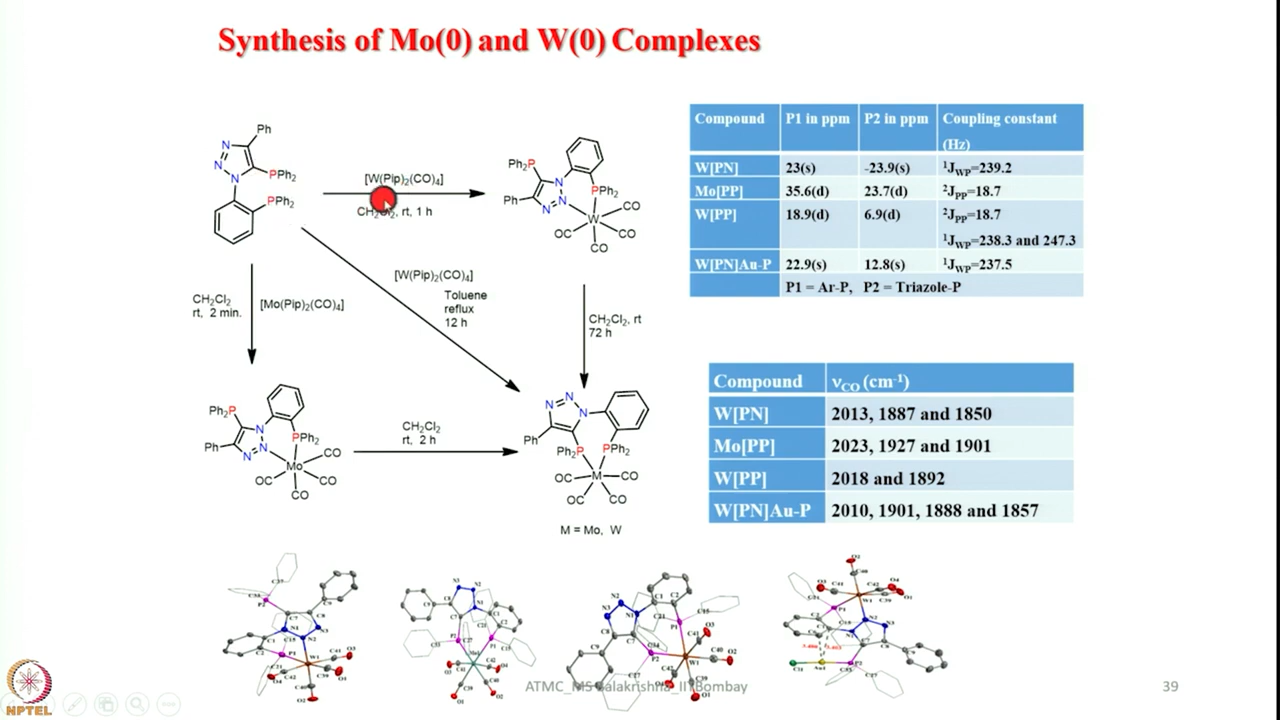 Synthesis of Mo(0) and W(0) Complexes
Ph
N
N
N
PPh2
PPh2
[W(Pip)2(CO)4]
CH2Cl2, rt, 1 h
Ph2P
N
PPh2
Ph
N
N
W
CO
OC
CO
CO
[W(Pip)2(CO)4]
Toluene
reflux
12 h
CH2Cl2
rt, 2 min.
[Mo(Pip)2(CO)4]
CH2Cl2, rt
72 h
Ph2P
N
PPh2
Ph
N
N
Mo
CO
OC
CO
CO
CH2Cl2
rt, 2 h
N
N
N
Ph
Ph2P
PPh2
M
CO
OC
CO
OC
M = Mo, W
Compound P1 in ppm P2 in ppm Coupling constant (Hz)
W[PN] 23(s) -23.9(s) 1JWP=239.2
Mo[PP] 35.6(d) 23.7(d) 2JPP=18.7
W[PP] 18.9(d) 6.9(d) 2JPP=18.7
1JWP=238.3 and 247.3
W[PN]Au-P 22.9(s) 12.8(s) 1JWP=237.5
P1 = Ar-P, P2 = Triazole-P
Compound νCO (cm-1)
W[PN] 2013, 1887 and 1850
Mo[PP] 2023, 1927 and 1901
W[PP] 2018 and 1892
W[PN]Au-P 2010, 1901, 1888 and 1857
NPTEL
ATMC_MS Balakrishna_IIT Bombay
39